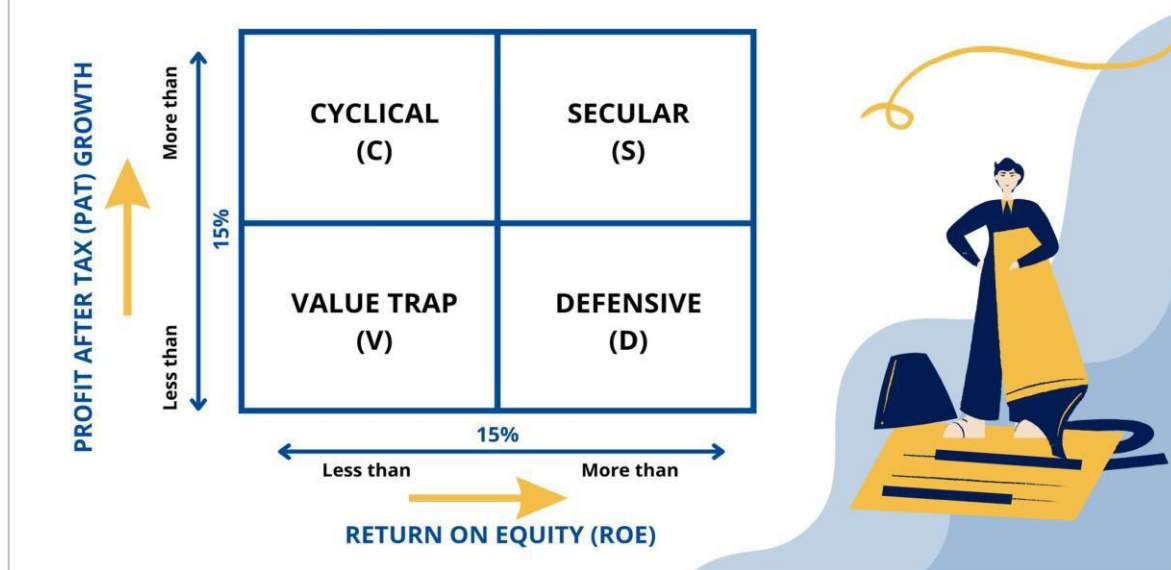 PROFIT AFTER TAX (PAT) GROWTH
More than
15%
Less than
CYCLICAL
(C)
SECULAR
(S)
VALUE TRAP
(V)
DEFENSIVE
(D)
15%
Less than
More than
RETURN ON EQUITY (ROE)